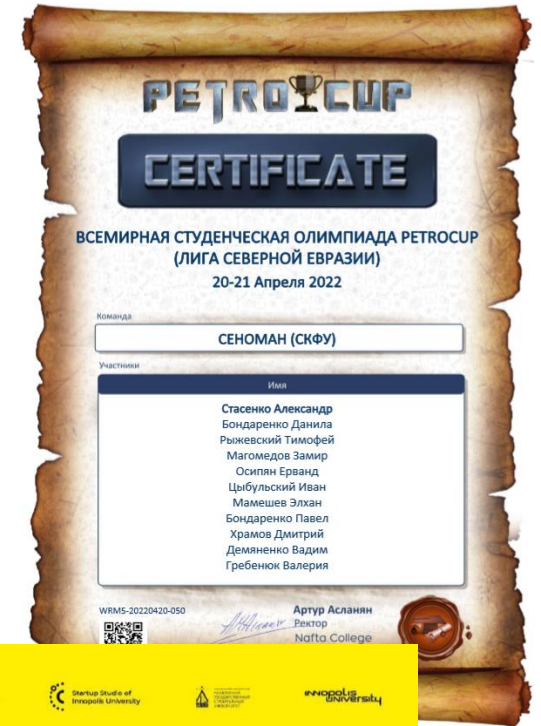 PETROCUP
CERTIFICATE
ВСЕМИРНАЯ СТУДЕНЧЕСКАЯ ОЛИМПИАДА PETROCUP
(ЛИГА СЕВЕРНОЙ ЕВРАЗИИ)
20-21 Апреля 2022
Команда
СЕНОМАН (СКФУ)
Участники
Имя
Стасенко Александр
Бондаренко Данила
Рыжевский Тимофей
Магомедов Замир
Осипян Ерванд
Цыбульский Иван
Мамешев Элхан
Бондаренко Павел
Храмов Дмитрий
Демяненко Вадим
Гребенюк Валерия
WRM5-20220420-050
Артур Асланян
Ректор
Nafta College
Startup Studio of
Innopolis University
innopolis
university